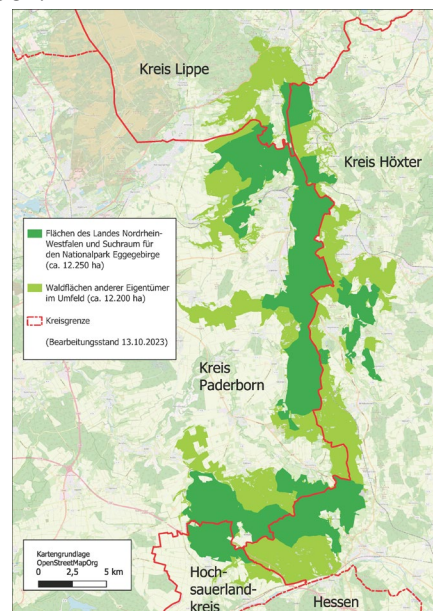 Kreis Lippe
Kreis Höxter
Flächen des Landes Nordrhein-
Westfalen und Suchraum für
den Nationalpark Eggegebirge
(ca. 12.250 ha)
Waldflächen anderer Eigentümer
im Umfeld (ca. 12.200 ha)
Kreisgrenze
(Bearbeitungsstand 13.10.2023)
Kreis
Paderborn
Kartengrundlage
OpenStreetMapOrg
0 2,5 5 km
Hoch-
sauerland-
kreis
Hessen